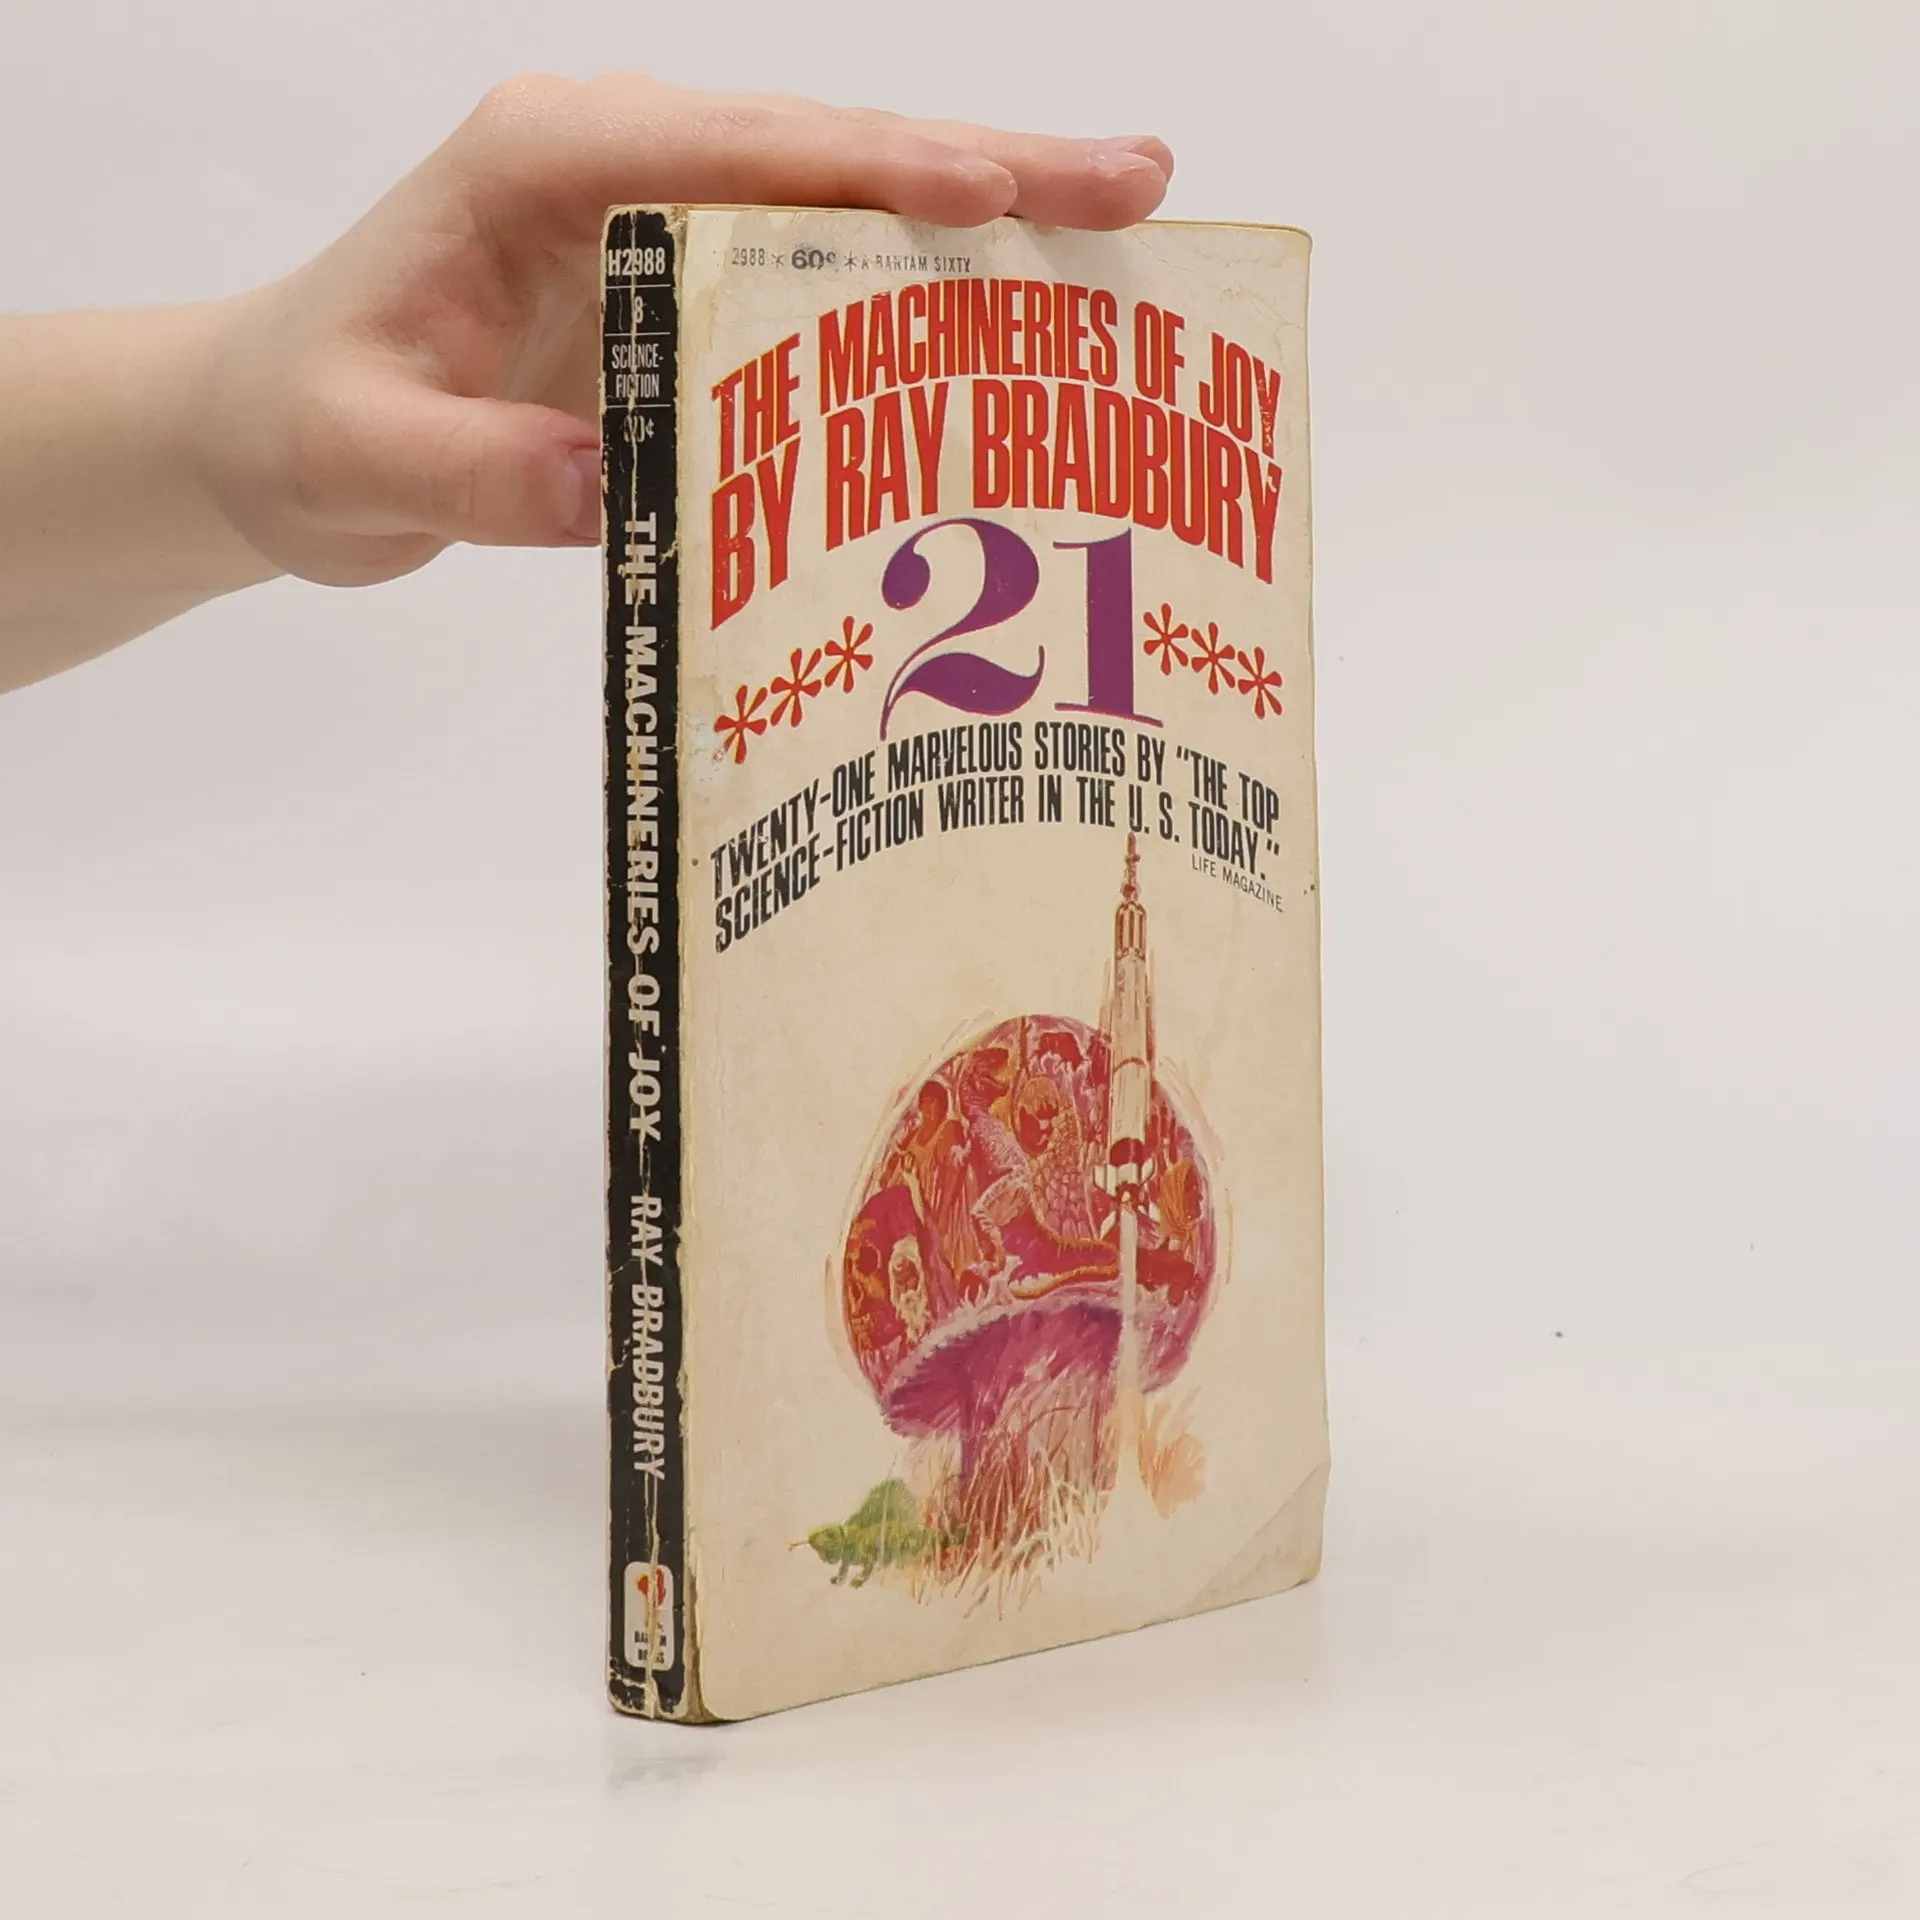 H2988
8
SCIENCE-
FICTION
THE MACHINERIES OF JOY RAY BRADBURY
2988 * 60¢ * A BANTAM SIXTY
THE MACHINERIES OF JOY
BY RAY BRADBURY
21
TWENTY-ONE MARVELOUS STORIES BY "THE TOP
SCIENCE-FICTION WRITER IN THE U. S. TODAY."
LIFE MAGAZINE